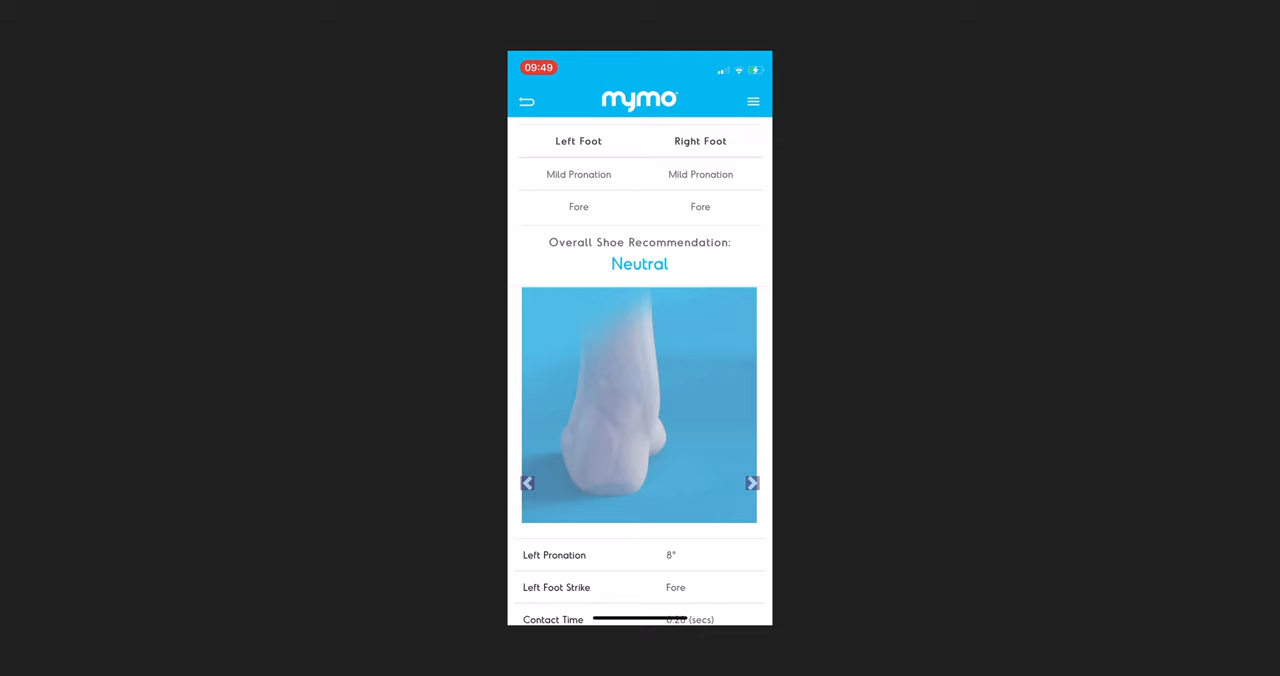 09:49
mymo
Left Foot Right Foot
Mild Pronation Mild Pronation
Fore Fore
Overall Shoe Recommendation:
Neutral
Left Pronation 8°
Left Foot Strike Fore
Contact Time (secs)